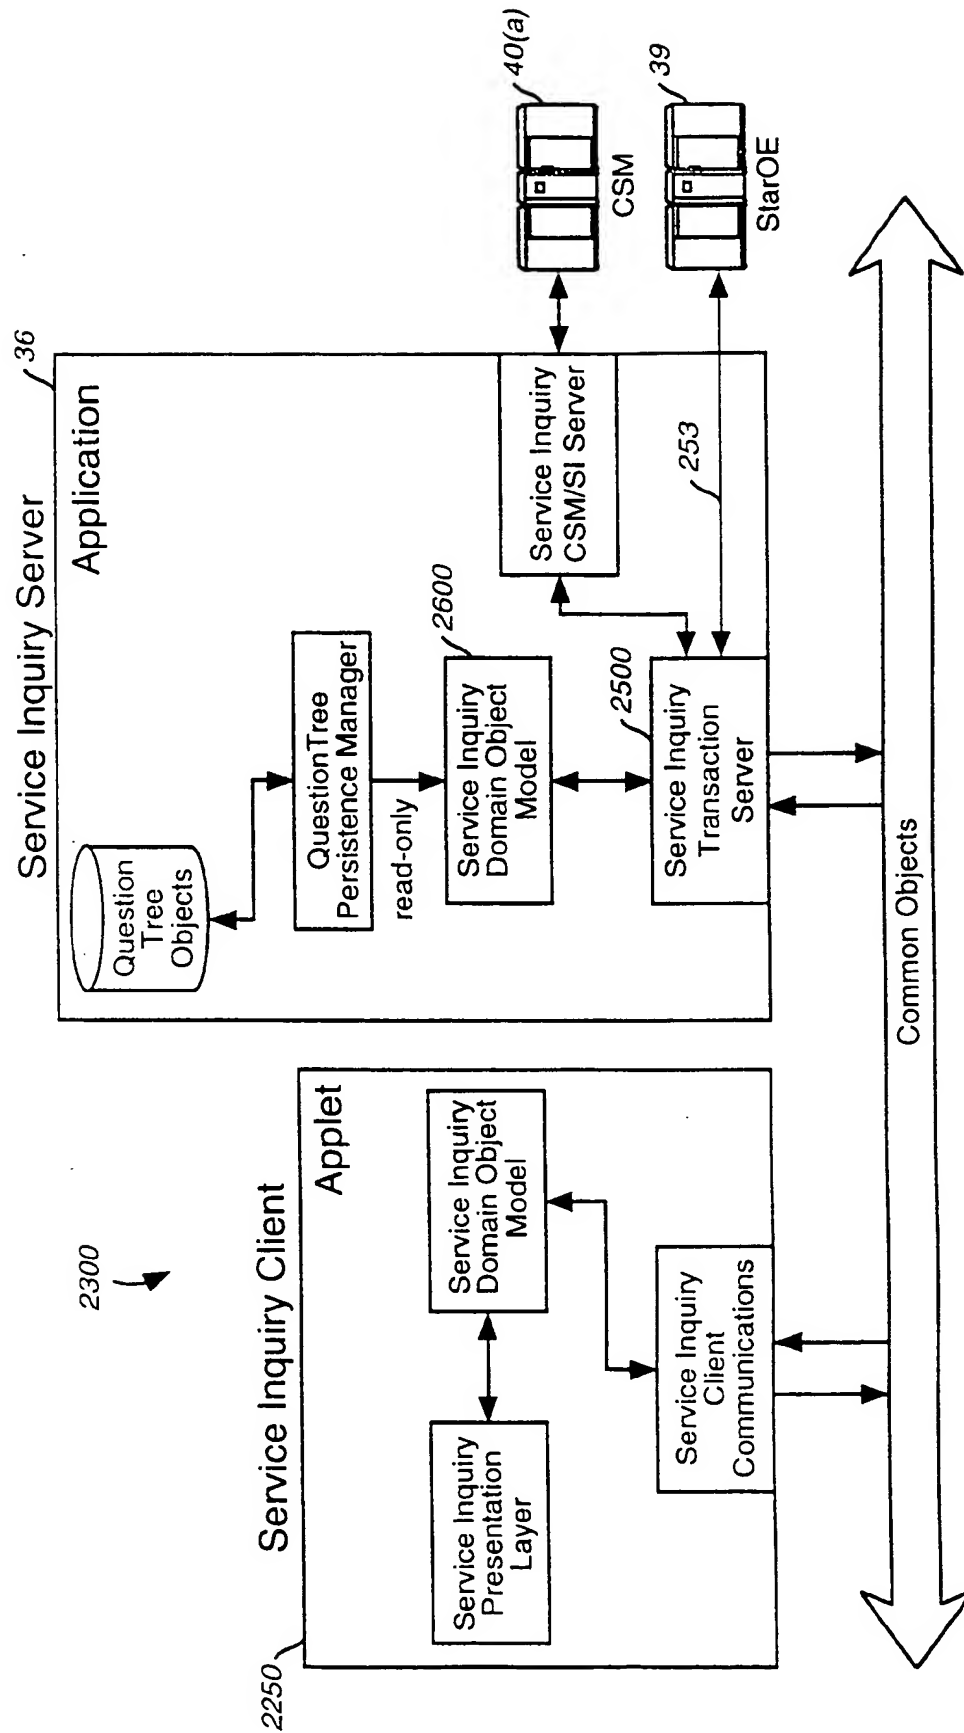 2300
Service Inquiry Client
2250
Applet
Service Inquiry
Presentation
Layer
Service Inquiry
Domain Object
Model
Service Inquiry
Client
Communications
Service Inquiry Server
36
Application
Question
Tree
Objects
QuestionTree
Persistence Manager
read-only
2600
Service Inquiry
Domain Object
Model
2500
Service Inquiry
Transaction
Server
Service Inquiry
CSM/SI Server
253
40(a)
CSM
39
StarOE
Common Objects